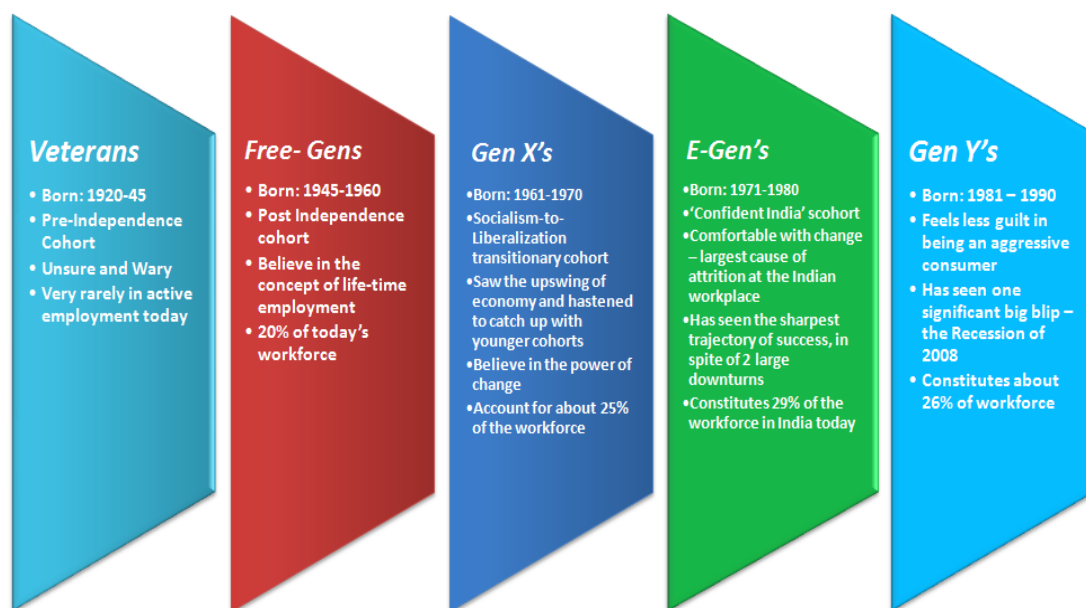 Veterans
• Born: 1920-45
• Pre-Independence
Cohort
• Unsure and Wary
• Very rarely in active
employment today
Free- Gens
• Born: 1945-1960
• Post Independence
cohort
• Believe in the
concept of life-time
employment
• 20% of today's
workforce
Gen X's
•Born: 1961-1970
•Socialism-to-
Liberalization
transitionary cohort
•Saw the upswing of
economy and hastened
to catch up with
younger cohorts
•Believe in the power of
change
•Account for about 25%
of the workforce
E-Gen's
•Born: 1971-1980
•'Confident India' scohort
•Comfortable with change
– largest cause of
attrition at the Indian
workplace
•Has seen the sharpest
trajectory of success, in
spite of 2 large
downturns
•Constitutes 29% of the
workforce in India today
Gen Y's
• Born: 1981 – 1990
• Feels less guilt in
being an aggressive
consumer
• Has seen one
significant big blip –
the Recession of
2008
• Constitutes about
26% of workforce